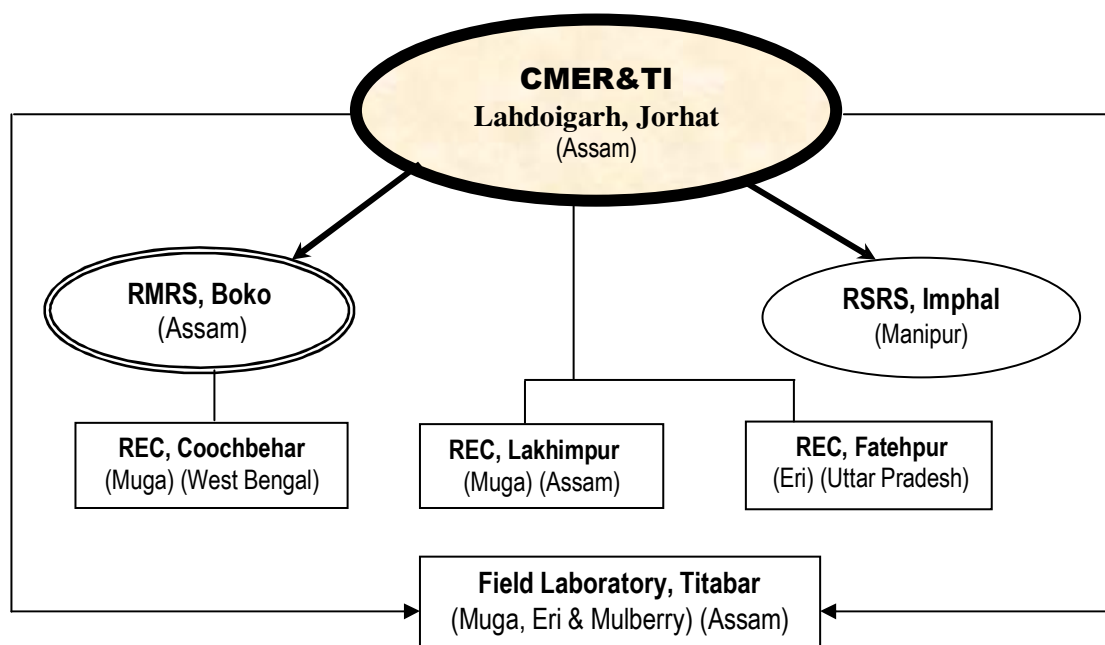 CMER&TI
Lahdoigarh, Jorhat
(Assam)
RMRS, Boko
(Assam)
RSRS, Imphal
(Manipur)
REC, Coochbehar
(Muga) (West Bengal)
REC, Lakhimpur
(Muga) (Assam)
REC, Fatehpur
(Eri) (Uttar Pradesh)
Field Laboratory, Titabar
(Muga, Eri & Mulberry) (Assam)